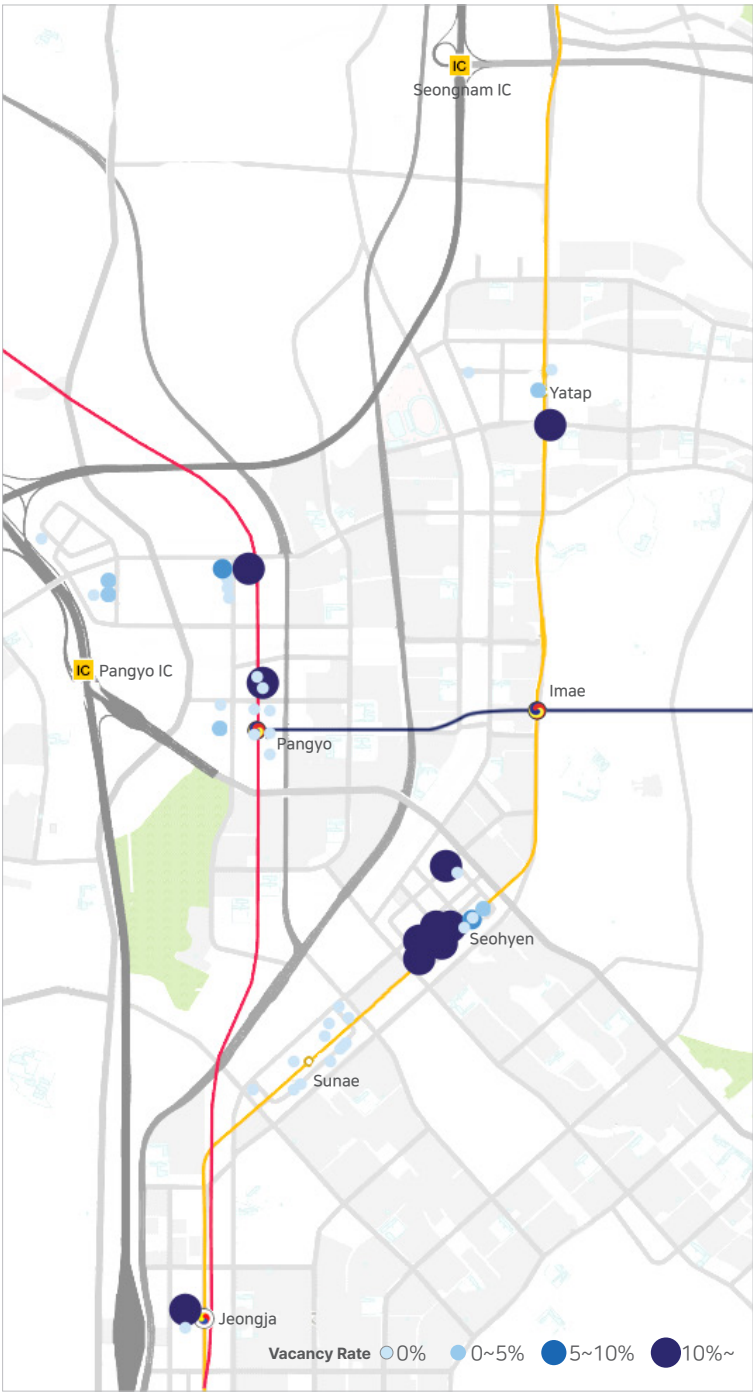 IC
Seongnam IC
Yatap
IC Pangyo IC
Imae
Pangyo
Seohyen
Sunae
Jeongja
Vacancy Rate 0% 0~5% 5~10% 10%~